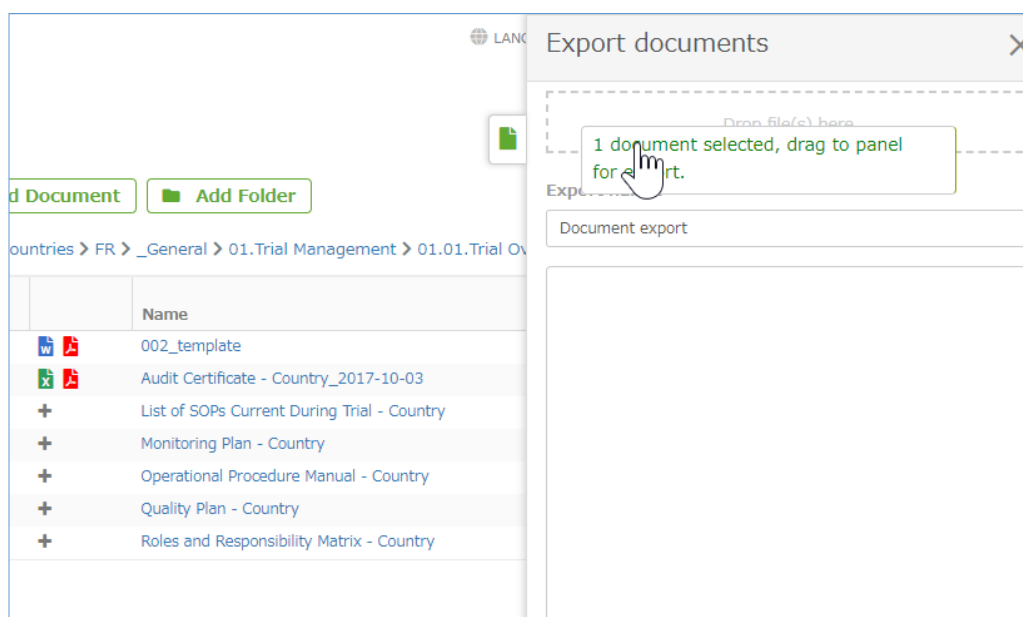 LANG
Export documents
Drop file(s) here
1 document selected, drag to panel
for export.
d Document
Add Folder
Export name
Document export
ountries > FR > _General > 01.Trial Management > 01.01.Trial Ov
Name
002_template
Audit Certificate - Country_2017-10-03
List of SOPs Current During Trial - Country
Monitoring Plan - Country
Operational Procedure Manual - Country
Quality Plan - Country
Roles and Responsibility Matrix - Country